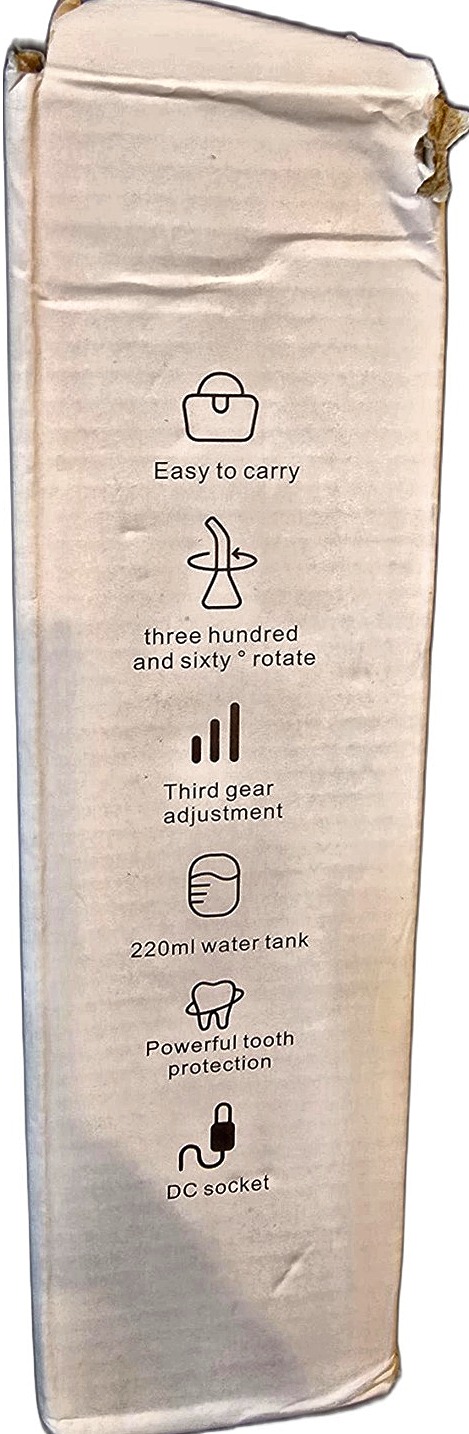 Easy to carry
three hundred
and sixty ° rotate
Third gear
adjustment
220ml water tank
Powerful tooth
protection
DC socket